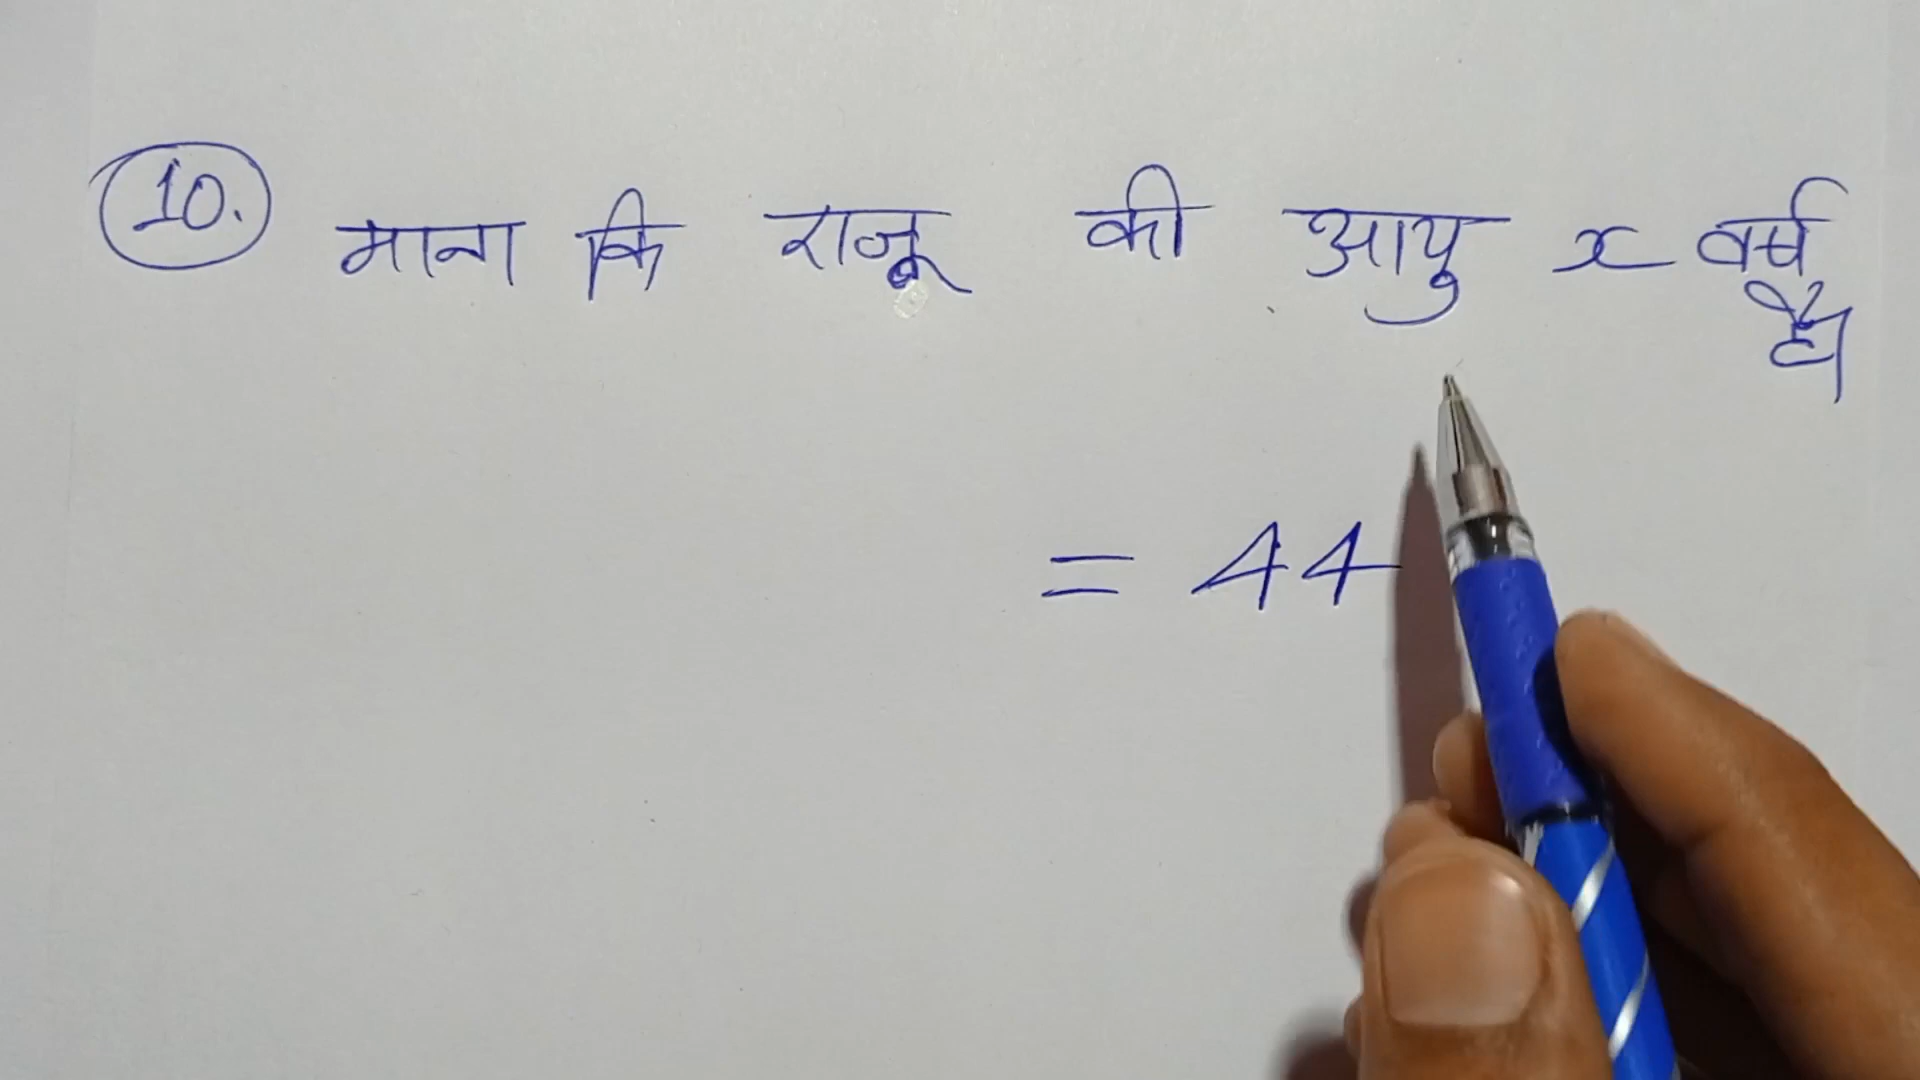 10. माना कि राजू की आयु x वर्ष
है
= 44